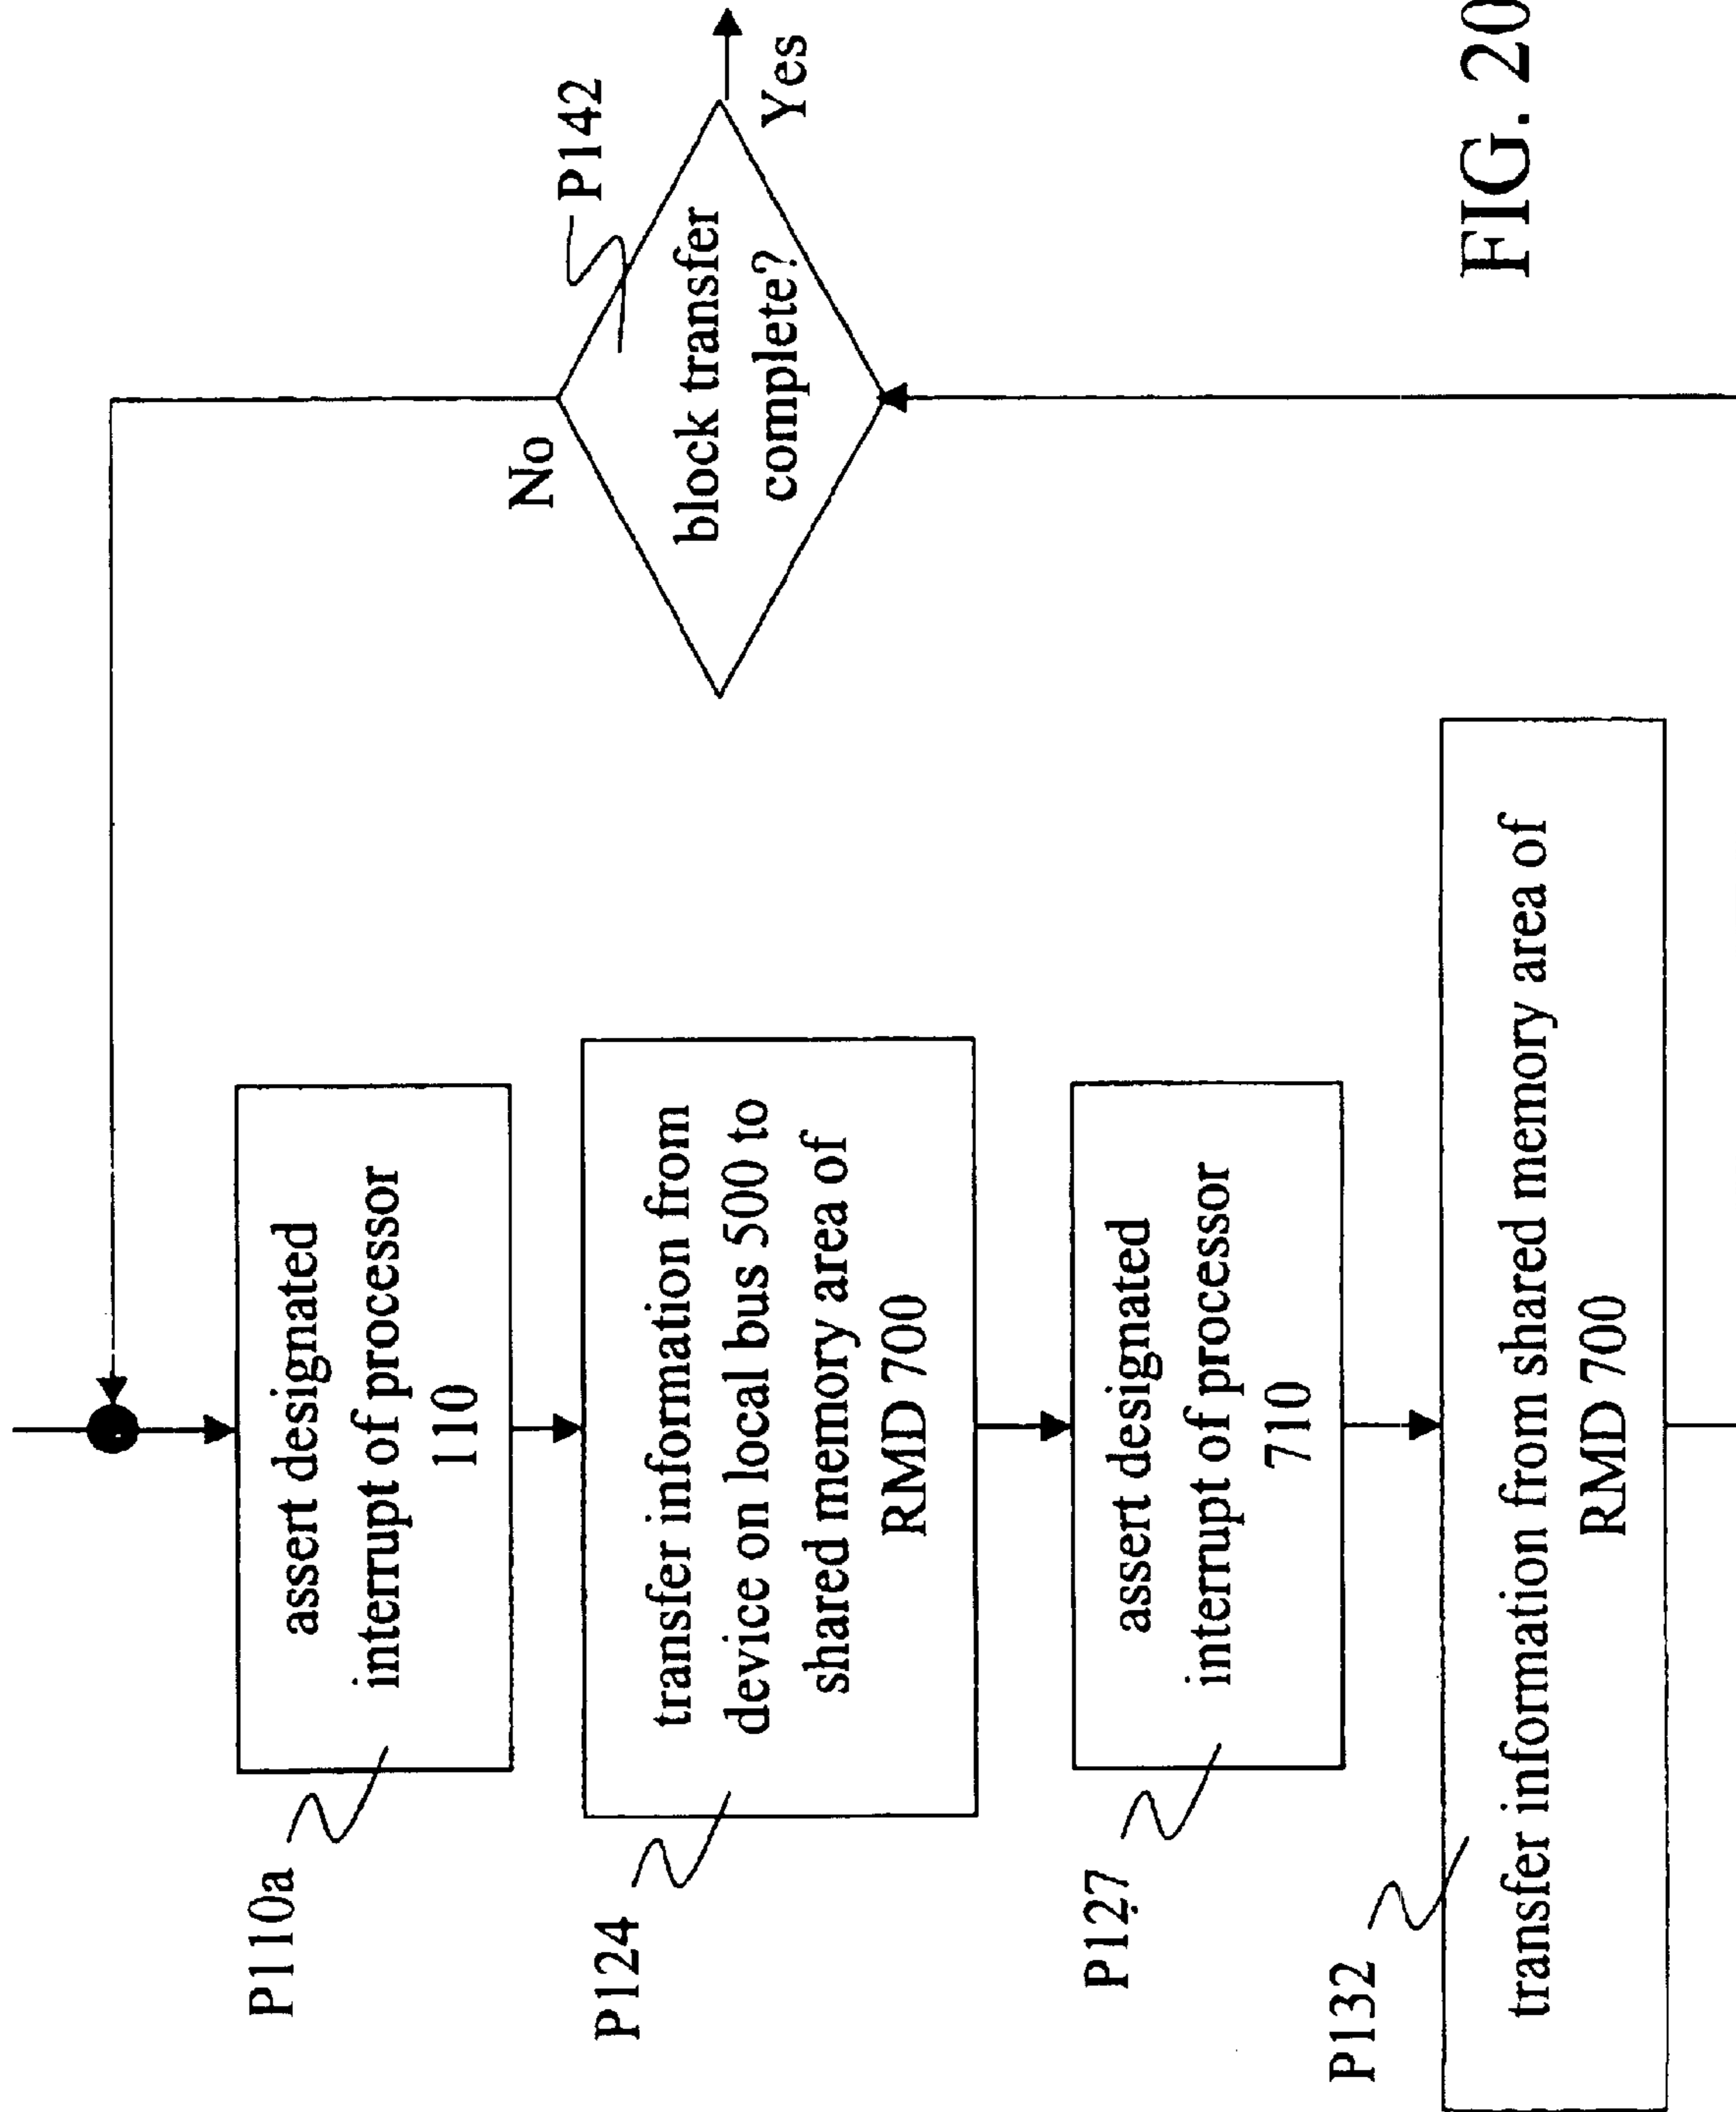 P110a
assert designated
interrupt of processor
110
P124
transfer information from
device on local bus 500 to
shared memory area of
RMD 700
P127
assert designated
interrupt of processor
710
P132
transfer information from shared memory area of
RMD 700
No
P142
block transfer
complete?
Yes
FIG. 20